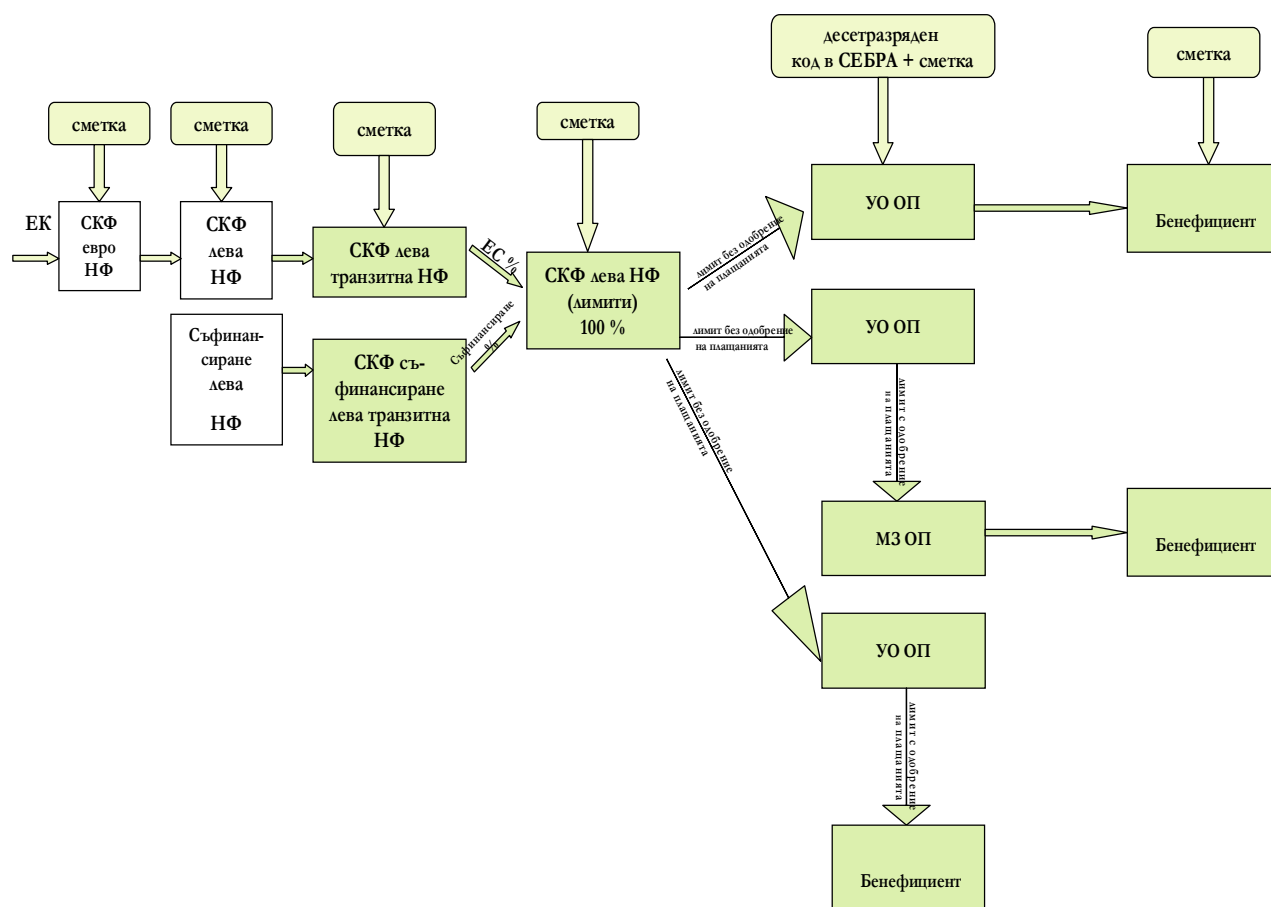 десетразряден
код в СЕБРА + сметка
сметка
сметка
сметка
сметка
сметка
ЕК
СКФ
евро
НФ
СКФ
лева
НФ
СКФ лева
транзитна НФ
ЕС %
СКФ лева НФ
(лимити)
100 %
лимит без одобрение
на плащанията
УО ОП
Бенефициент
Съфинан-
сиране
лева
НФ
СКФ съ-
финансиране
лева транзитна
НФ
Съфинансиране
%
лимит без одобрение
на плащанията
УО ОП
лимит без одобрение
на плащанията
лимит с одобрение
на плащанията
МЗ ОП
Бенефициент
УО ОП
лимит с одобрение
на плащанията
Бенефициент